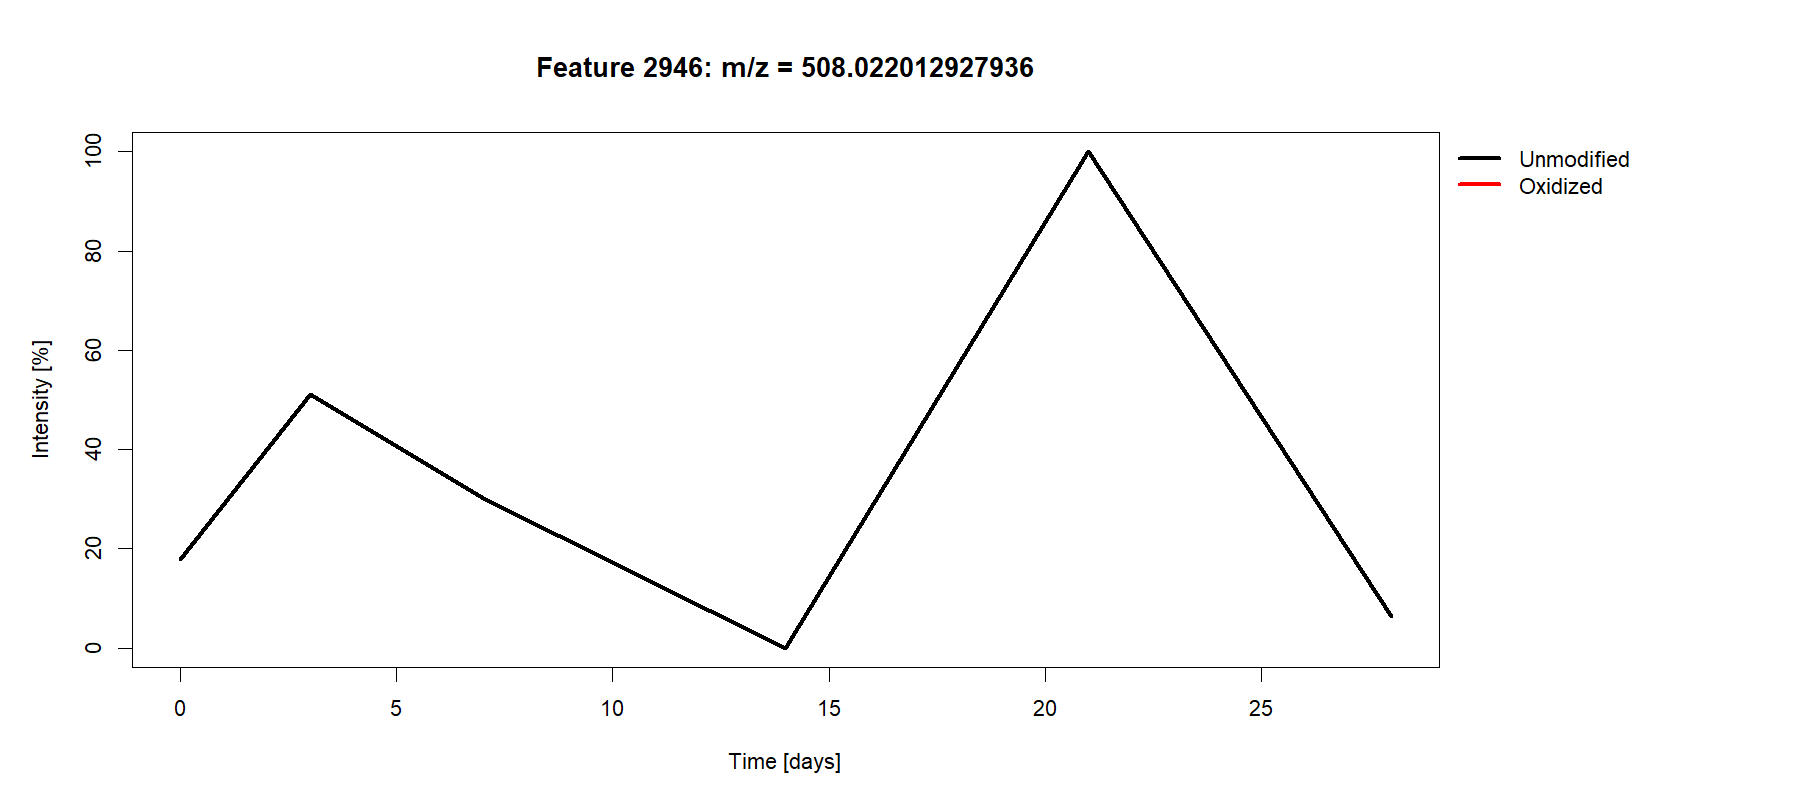 Feature 2946: m/z = 508.022012927936
Unmodified
Oxidized
Intensity [%]
100
80
60
40
20
0
0 5 10 15 20 25
Time [days]